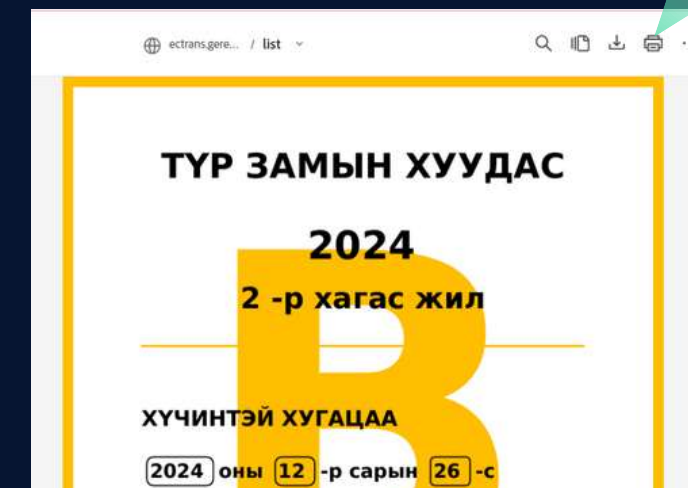 ectrans.gere... / list
ТҮР ЗАМЫН ХУУДАС
2024
2 -р хагас жил
B
ХҮЧИНТЭЙ ХУГАЦАА
2024 оны 12 -р сарын 26 -с